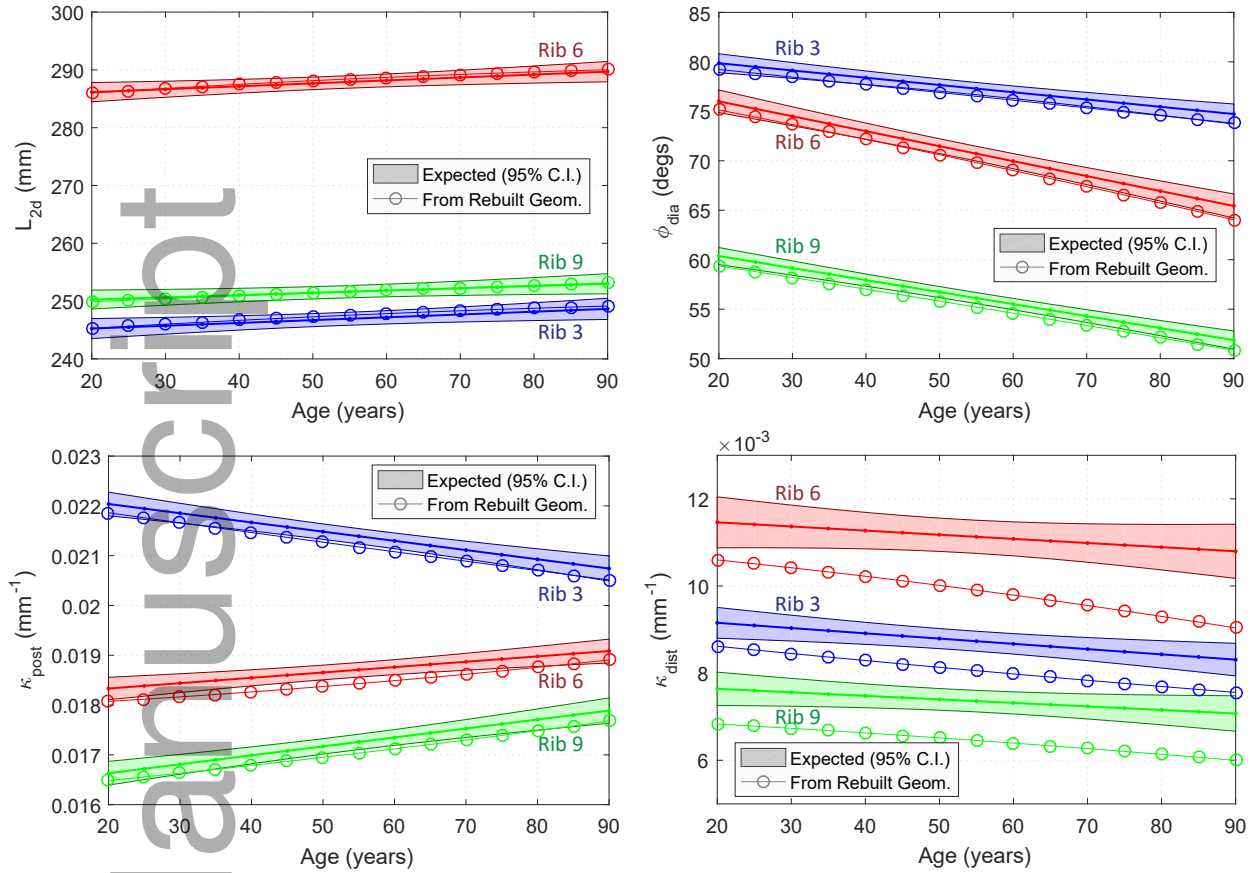 300
290
280
270
260
250
240
20 30 40 50 60 70 80 90
L2d (mm)
Age (years)
Rib 6
Expected (95% C.I.)
From Rebuilt Geom.
Rib 9
Rib 3
85
80
75
70
65
60
55
50
20 30 40 50 60 70 80 90
ϕdia (degs)
Age (years)
Rib 3
Rib 6
Rib 9
Expected (95% C.I.)
From Rebuilt Geom.
0.023
0.022
0.021
0.02
0.019
0.018
0.017
0.016
20 30 40 50 60 70 80 90
κpost (mm-1)
Age (years)
Expected (95% C.I.)
From Rebuilt Geom.
Rib 3
Rib 6
Rib 9
× 10-3
12
10
8
6
20 30 40 50 60 70 80 90
κdist (mm-1)
Age (years)
Rib 6
Rib 3
Rib 9
Expected (95% C.I.)
From Rebuilt Geom.
anuscript